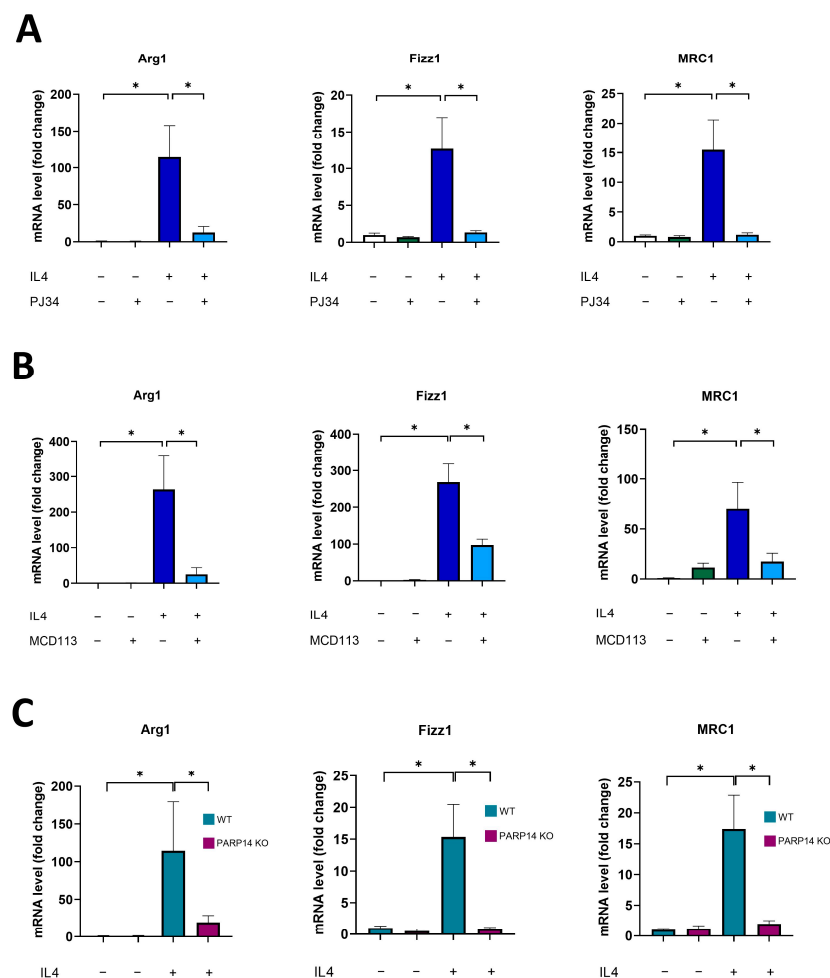 A
Arg1
mRNA level (fold change)
200
150
100
50
0
* *
IL4 – – + +
PJ34 – + – +
Fizz1
mRNA level (fold change)
20
15
10
5
0
* *
IL4 – – + +
PJ34 – + – +
MRC1
mRNA level (fold change)
25
20
15
10
5
0
* *
IL4 – – + +
PJ34 – + – +
B
Arg1
mRNA level (fold change)
400
300
200
100
0
* *
IL4 – – + +
MCD113 – + – +
Fizz1
mRNA level (fold change)
400
300
200
100
0
* *
IL4 – – + +
MCD113 – + – +
MRC1
mRNA level (fold change)
150
100
50
0
* *
IL4 – – + +
MCD113 – + – +
C
Arg1
mRNA level (fold change)
200
150
100
50
0
* *
WT
PARP14 KO
IL4 – – + +
Fizz1
mRNA level (fold change)
25
20
15
10
5
0
* *
WT
PARP14 KO
IL4 – – + +
MRC1
mRNA level (fold change)
25
20
15
10
5
0
* *
WT
PARP14 KO
IL4 – – + +